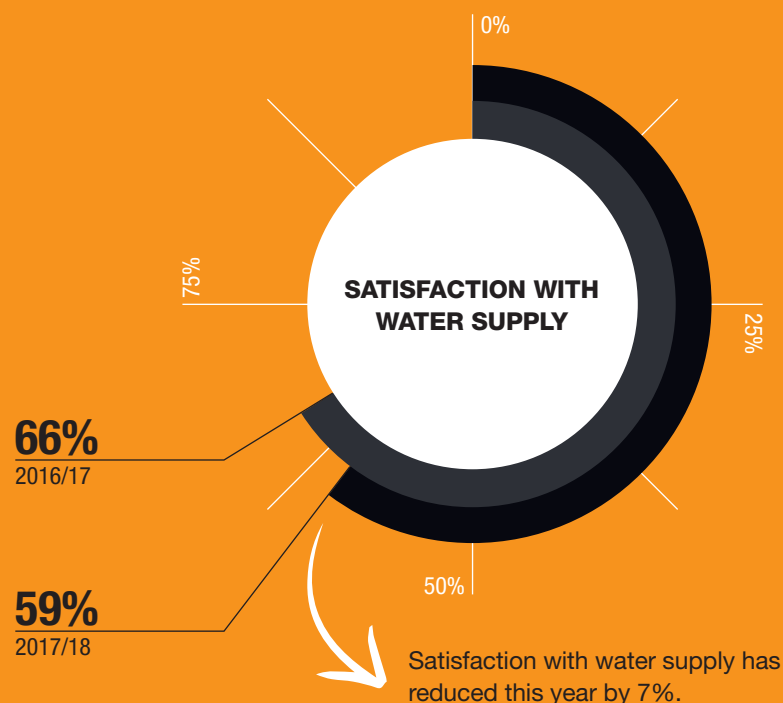 0%
SATISFACTION WITH
WATER SUPPLY
75%
25%
66%
2016/17
50%
59%
2017/18
Satisfaction with water supply has
reduced this year by 7%.